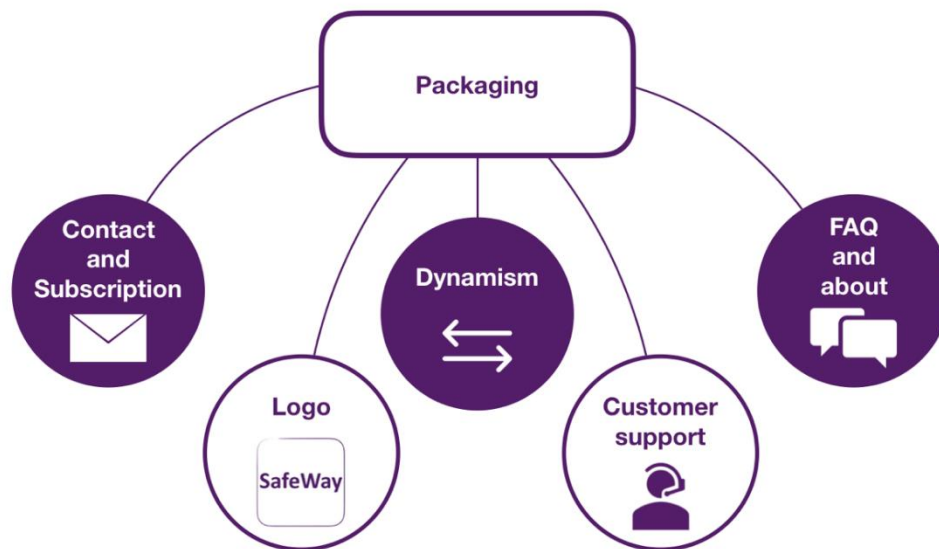 Packaging
Contact
and
Subscription
Logo
SafeWay
Dynamism
Customer
support
FAQ
and
about